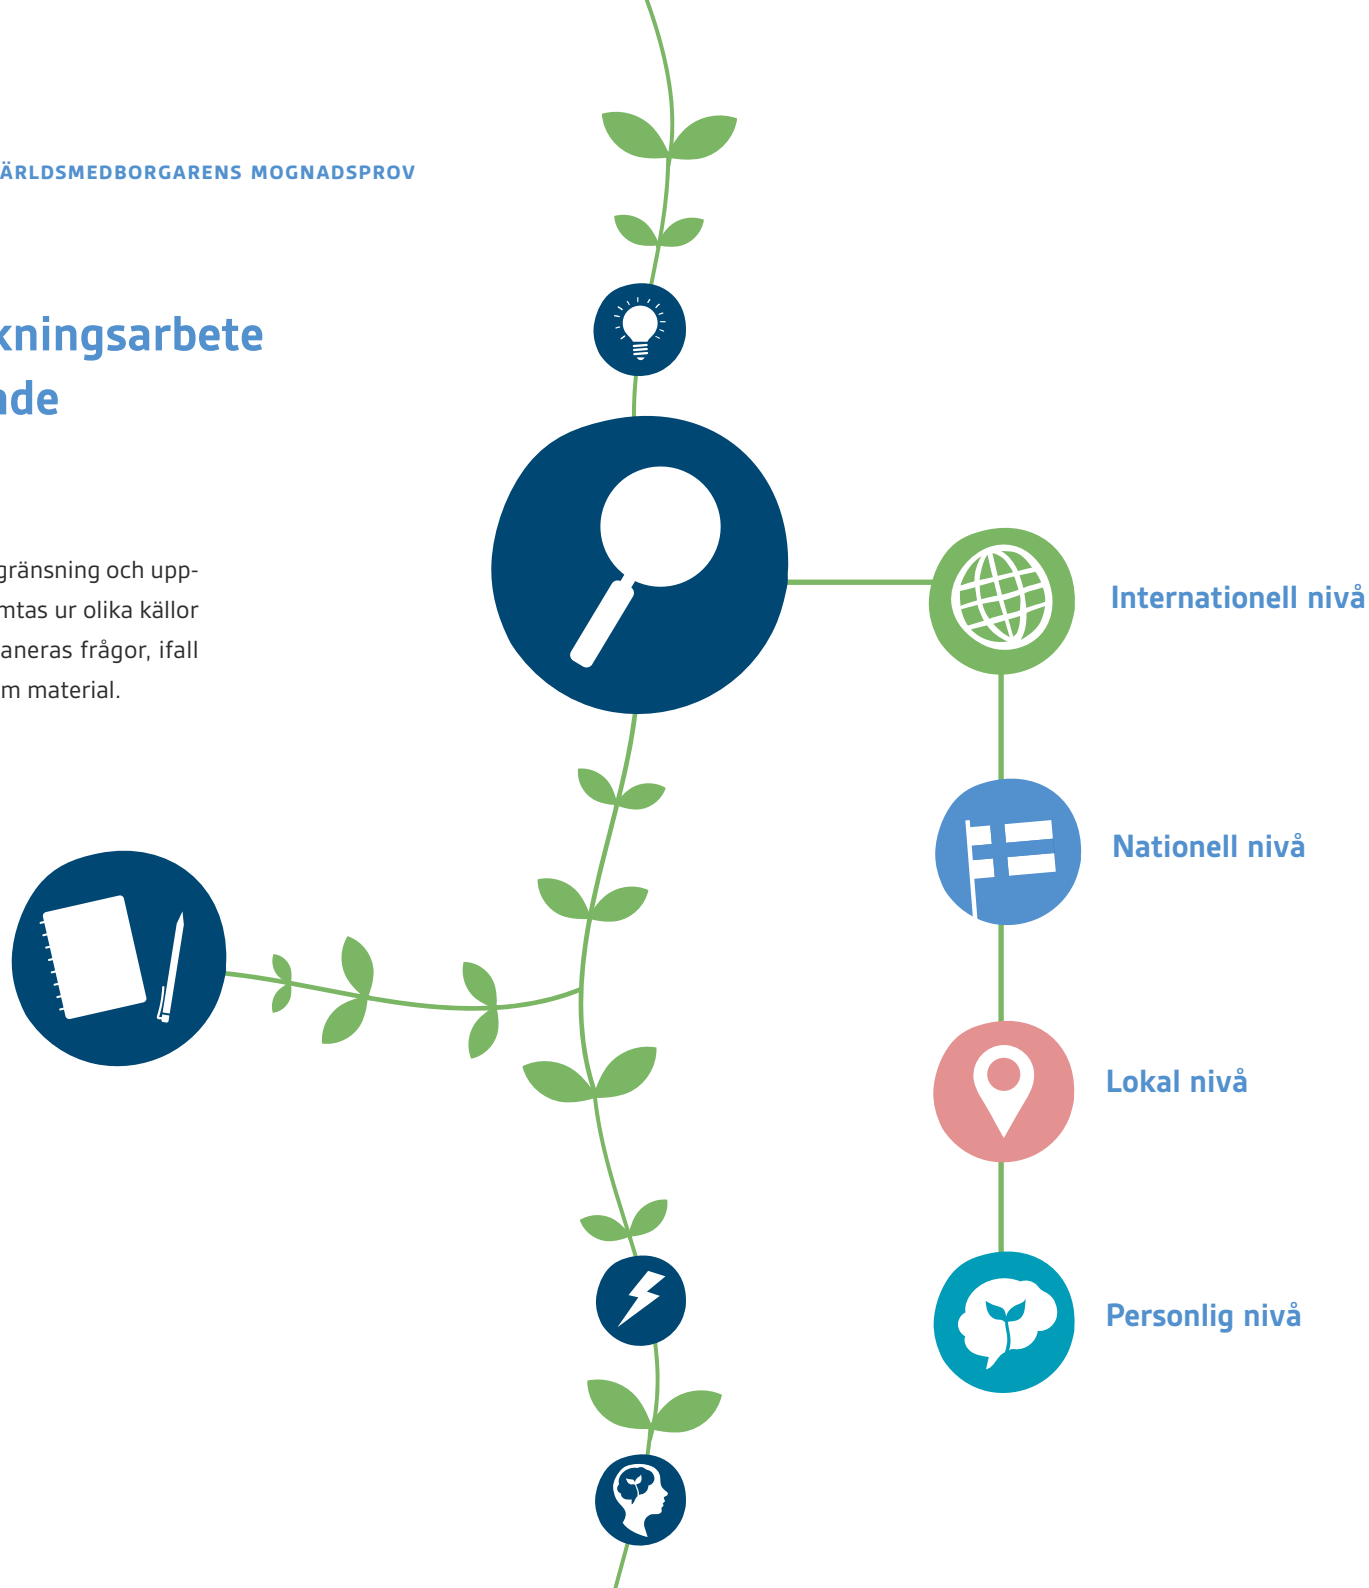 ÄRLDSMEDBORGARENS MOGNADSPROV
kningsarbete
de
gränsning och upp-
mtas ur olika källor
aneras frågor, ifall
m material.
Internationell nivå
Nationell nivå
Lokal nivå
Personlig nivå